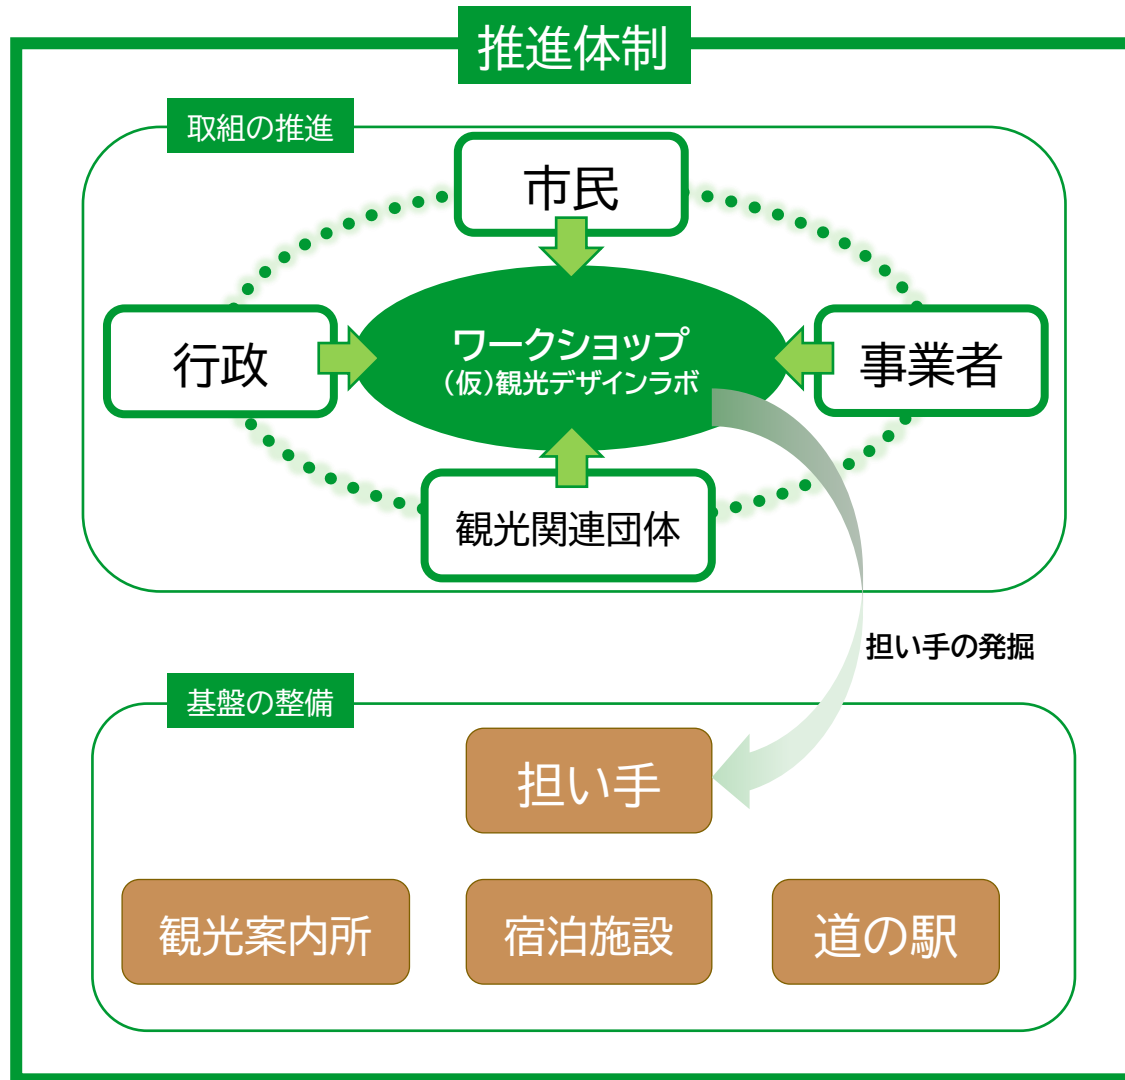 推進体制
取組の推進
市民
行政
ワークショップ
（仮）観光デザインラボ
事業者
観光関連団体
担い手の発掘
基盤の整備
担い手
観光案内所
宿泊施設
道の駅